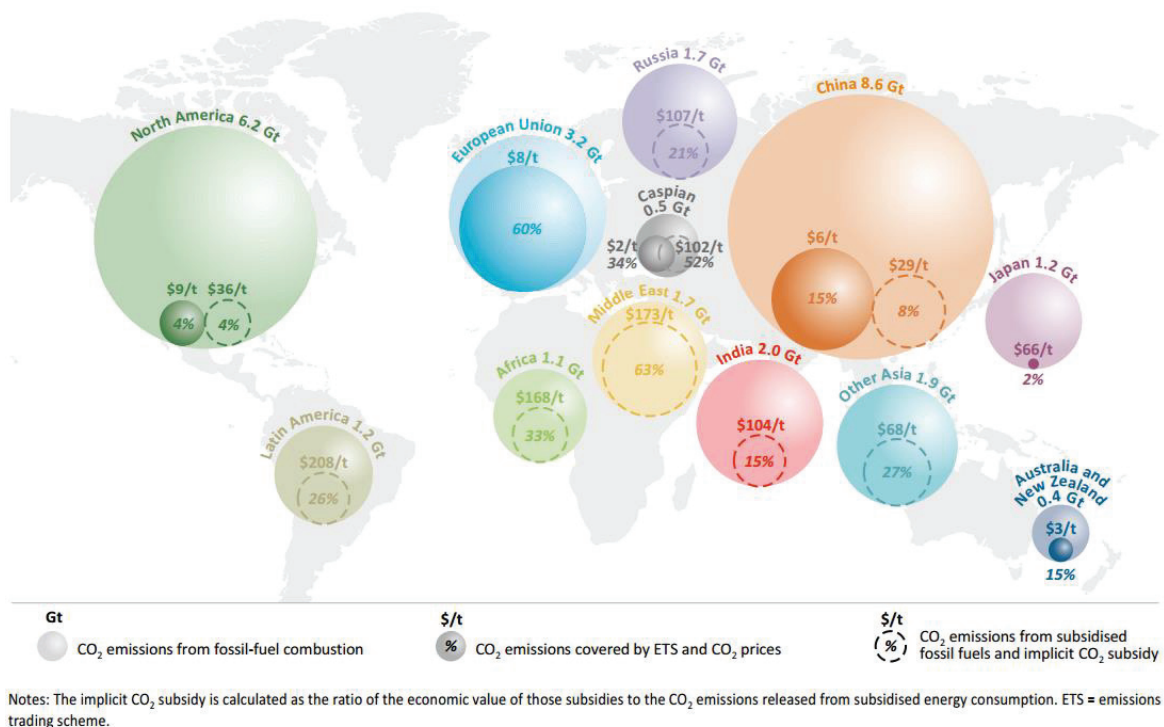 North America 6.2 Gt
$9/t
4%
$36/t
4%
Latin America 1.2 Gt
$208/t
26%
European Union 3.2 Gt
$8/t
60%
Russia 1.7 Gt
$107/t
21%
Caspian
0.5 Gt
$2/t
34%
$102/t
52%
Middle East 1.7 Gt
$173/t
63%
Africa 1.1 Gt
$168/t
33%
China 8.6 Gt
$6/t
15%
$29/t
8%
India 2.0 Gt
$104/t
15%
Other Asia 1.9 Gt
$68/t
27%
Japan 1.2 Gt
$66/t
2%
Australia and
New Zealand
0.4 Gt
$3/t
15%
Gt
CO₂ emissions from fossil-fuel combustion
$/t
%
CO₂ emissions covered by ETS and CO₂ prices
$/t
%
CO₂ emissions from subsidised
fossil fuels and implicit CO₂ subsidy
Notes: The implicit CO₂ subsidy is calculated as the ratio of the economic value of those subsidies to the CO₂ emissions released from subsidised energy consumption. ETS = emissions
trading scheme.